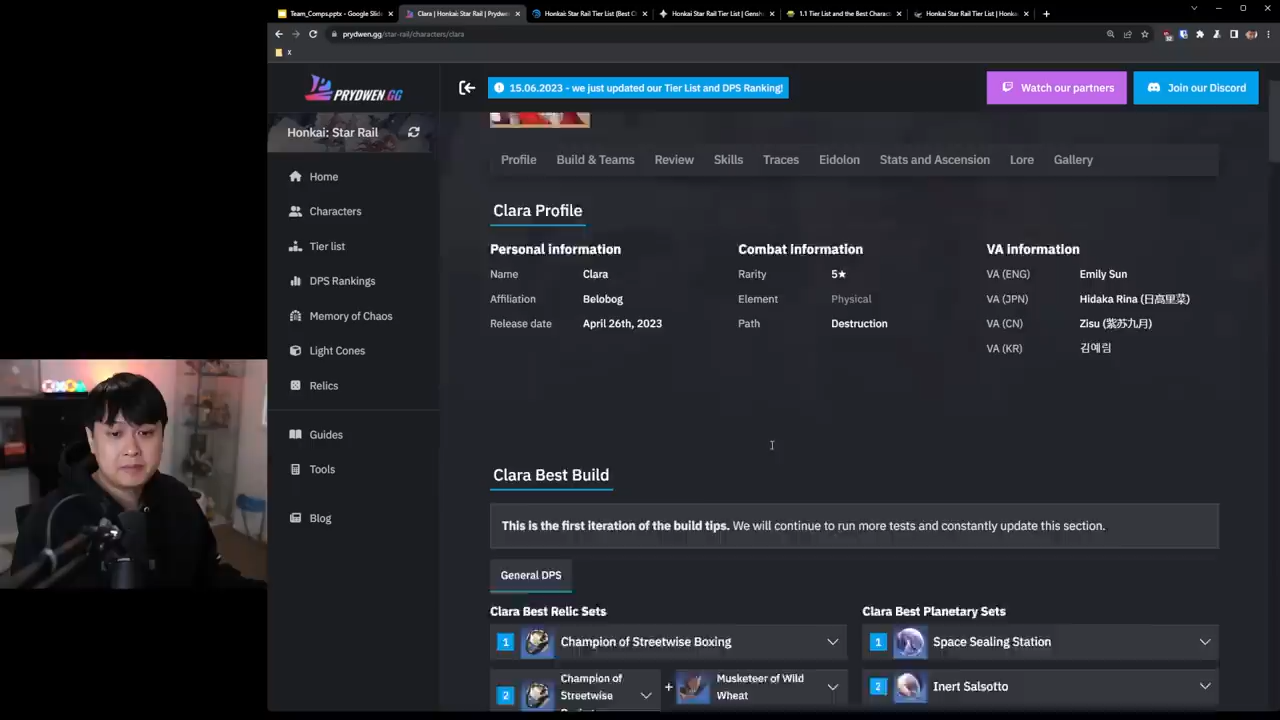 Team_Comps.pptx - Google Slid
Clara | Honkai: Star Rail | Prydwe
Honkai: Star Rail Tier List (Best C
Honkai Star Rail Tier List | Gensh
1.1 Tier List and the Best Charac
Honkai Star Rail Tier List | Honka
prydwen.gg/star-rail/characters/clara
x
PRYDWEN.GG
15.06.2023 - we just updated our Tier List and DPS Ranking!
Watch our partners
Join our Discord
Honkai: Star Rail
Home
Characters
Tier list
DPS Rankings
Memory of Chaos
Light Cones
Relics
Guides
Tools
Blog
Profile Build & Teams Review Skills Traces Eidolon Stats and Ascension Lore Gallery
Clara Profile
Personal information
Name Clara
Affiliation Belobog
Release date April 26th, 2023
Combat information
Rarity 5★
Element Physical
Path Destruction
VA information
VA (ENG) Emily Sun
VA (JPN) Hidaka Rina (日高里菜)
VA (CN) Zisu (紫苏九月)
VA (KR) 김예림
Clara Best Build
This is the first iteration of the build tips. We will continue to run more tests and constantly update this section.
General DPS
Clara Best Relic Sets
1 Champion of Streetwise Boxing
2 Champion of
Streetwise
+ Musketeer of Wild
Wheat
Clara Best Planetary Sets
1 Space Sealing Station
2 Inert Salsotto